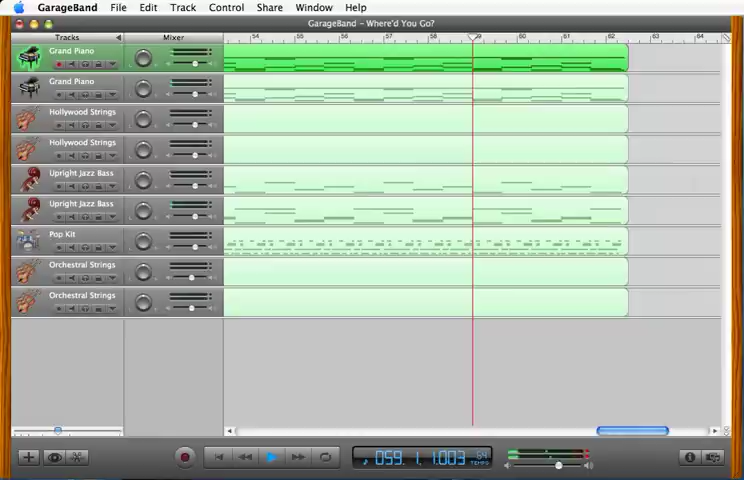 GarageBand File Edit Track Control Share Window Help
GarageBand - Where'd You Go?
Tracks Mixer 54 55 56 57 58 59 60 61 62 63 64
Grand Piano
Grand Piano
Hollywood Strings
Hollywood Strings
Upright Jazz Bass
Upright Jazz Bass
Pop Kit
Orchestral Strings
Orchestral Strings
059. 1. 1.003 64
TEMPO